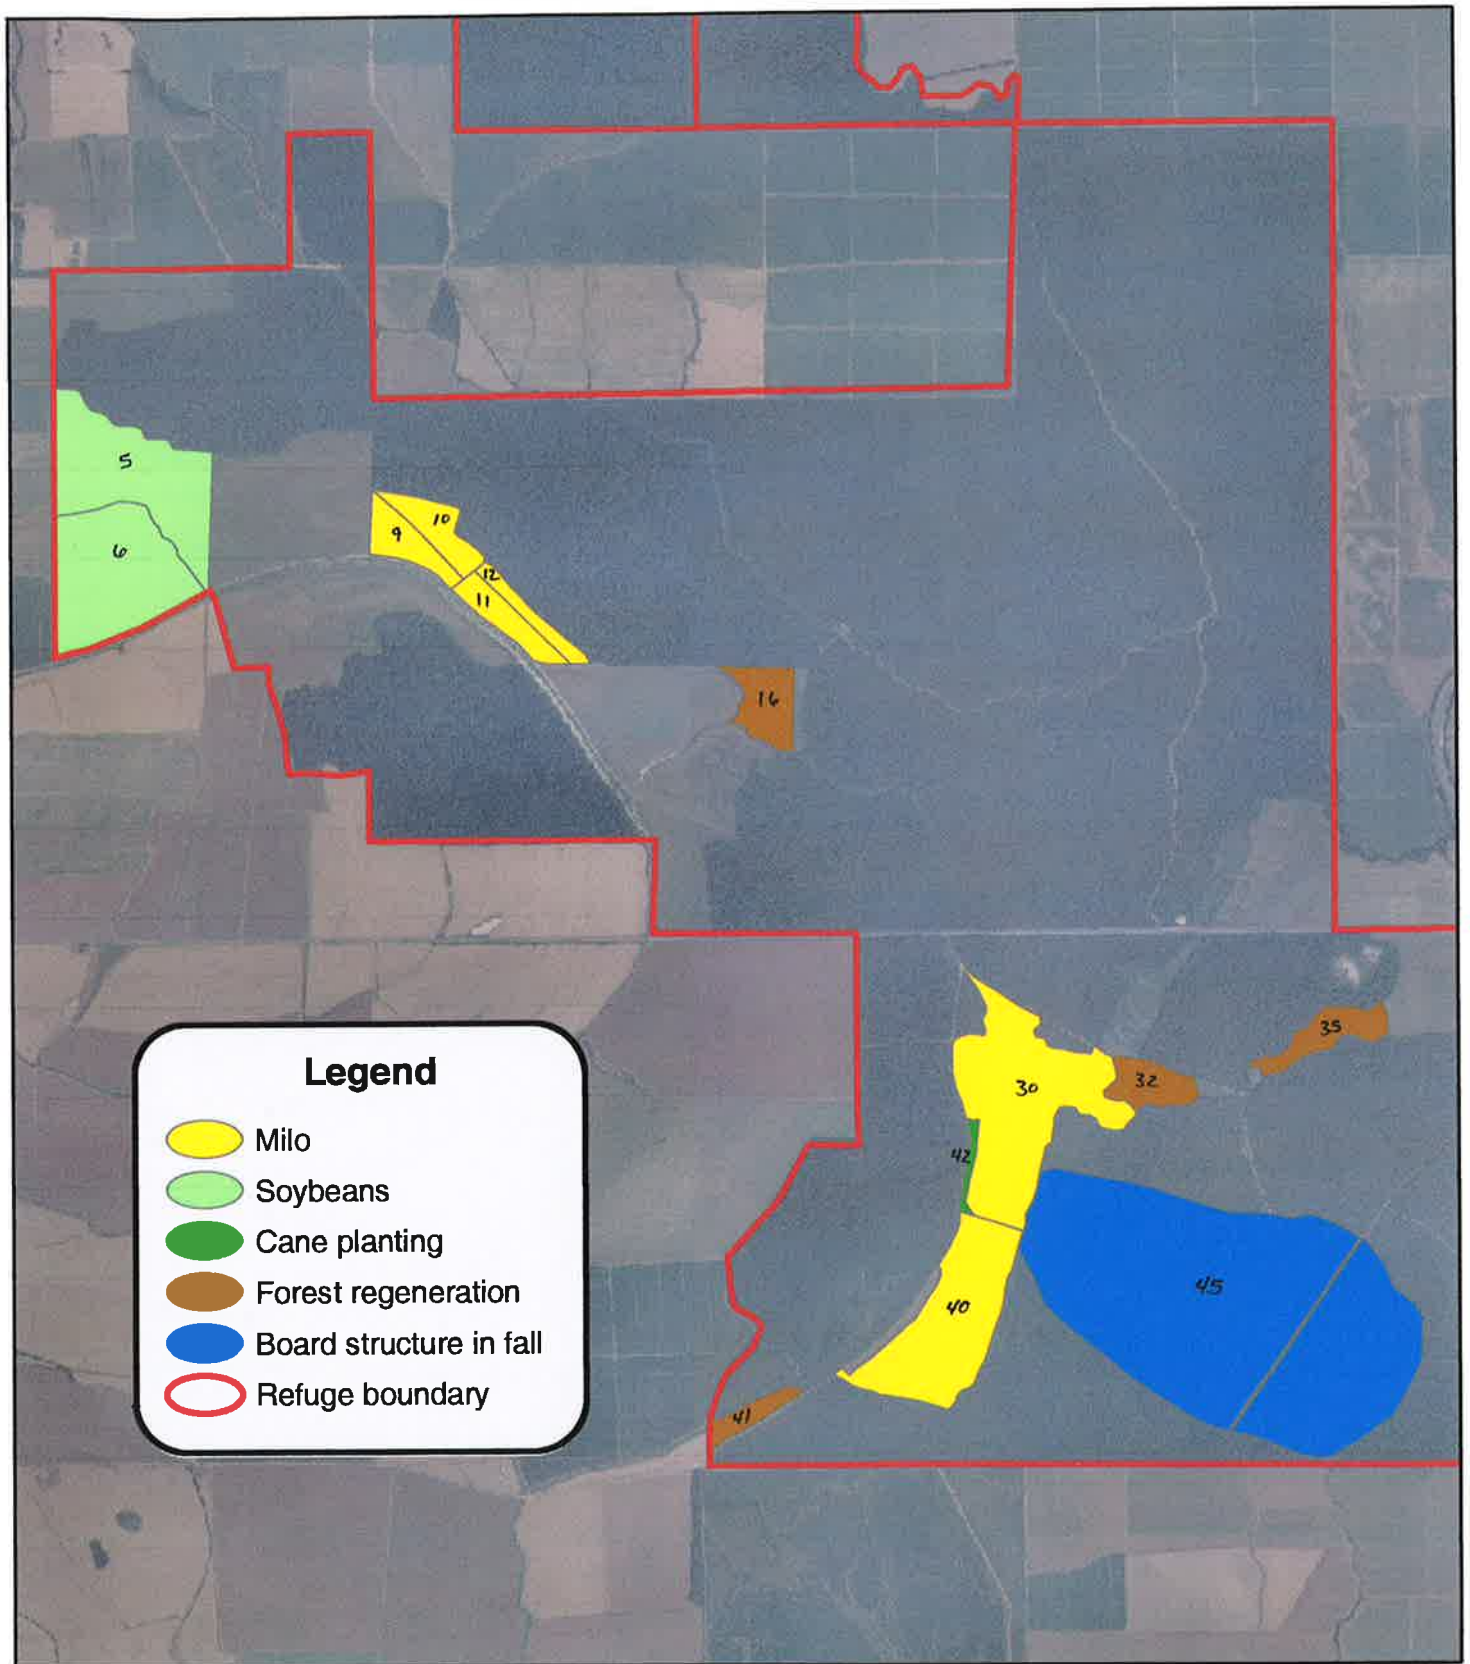 5
6
10
9
12
11
16
35
32
30
42
45
40
41
Legend
Milo
Soybeans
Cane planting
Forest regeneration
Board structure in fall
Refuge boundary